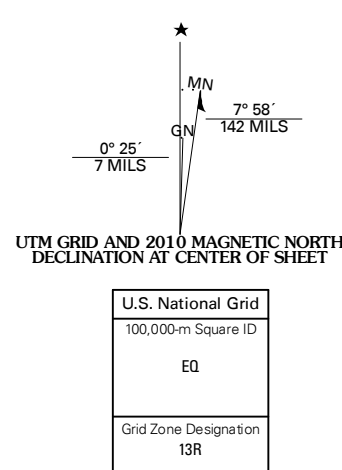 ★
MN
7° 58´
142 MILS
GN
0° 25´
7 MILS
UTM GRID AND 2010 MAGNETIC NORTH
DECLINATION AT CENTER OF SHEET
U.S. National Grid
100,000-m Square ID
EQ
Grid Zone Designation
13R